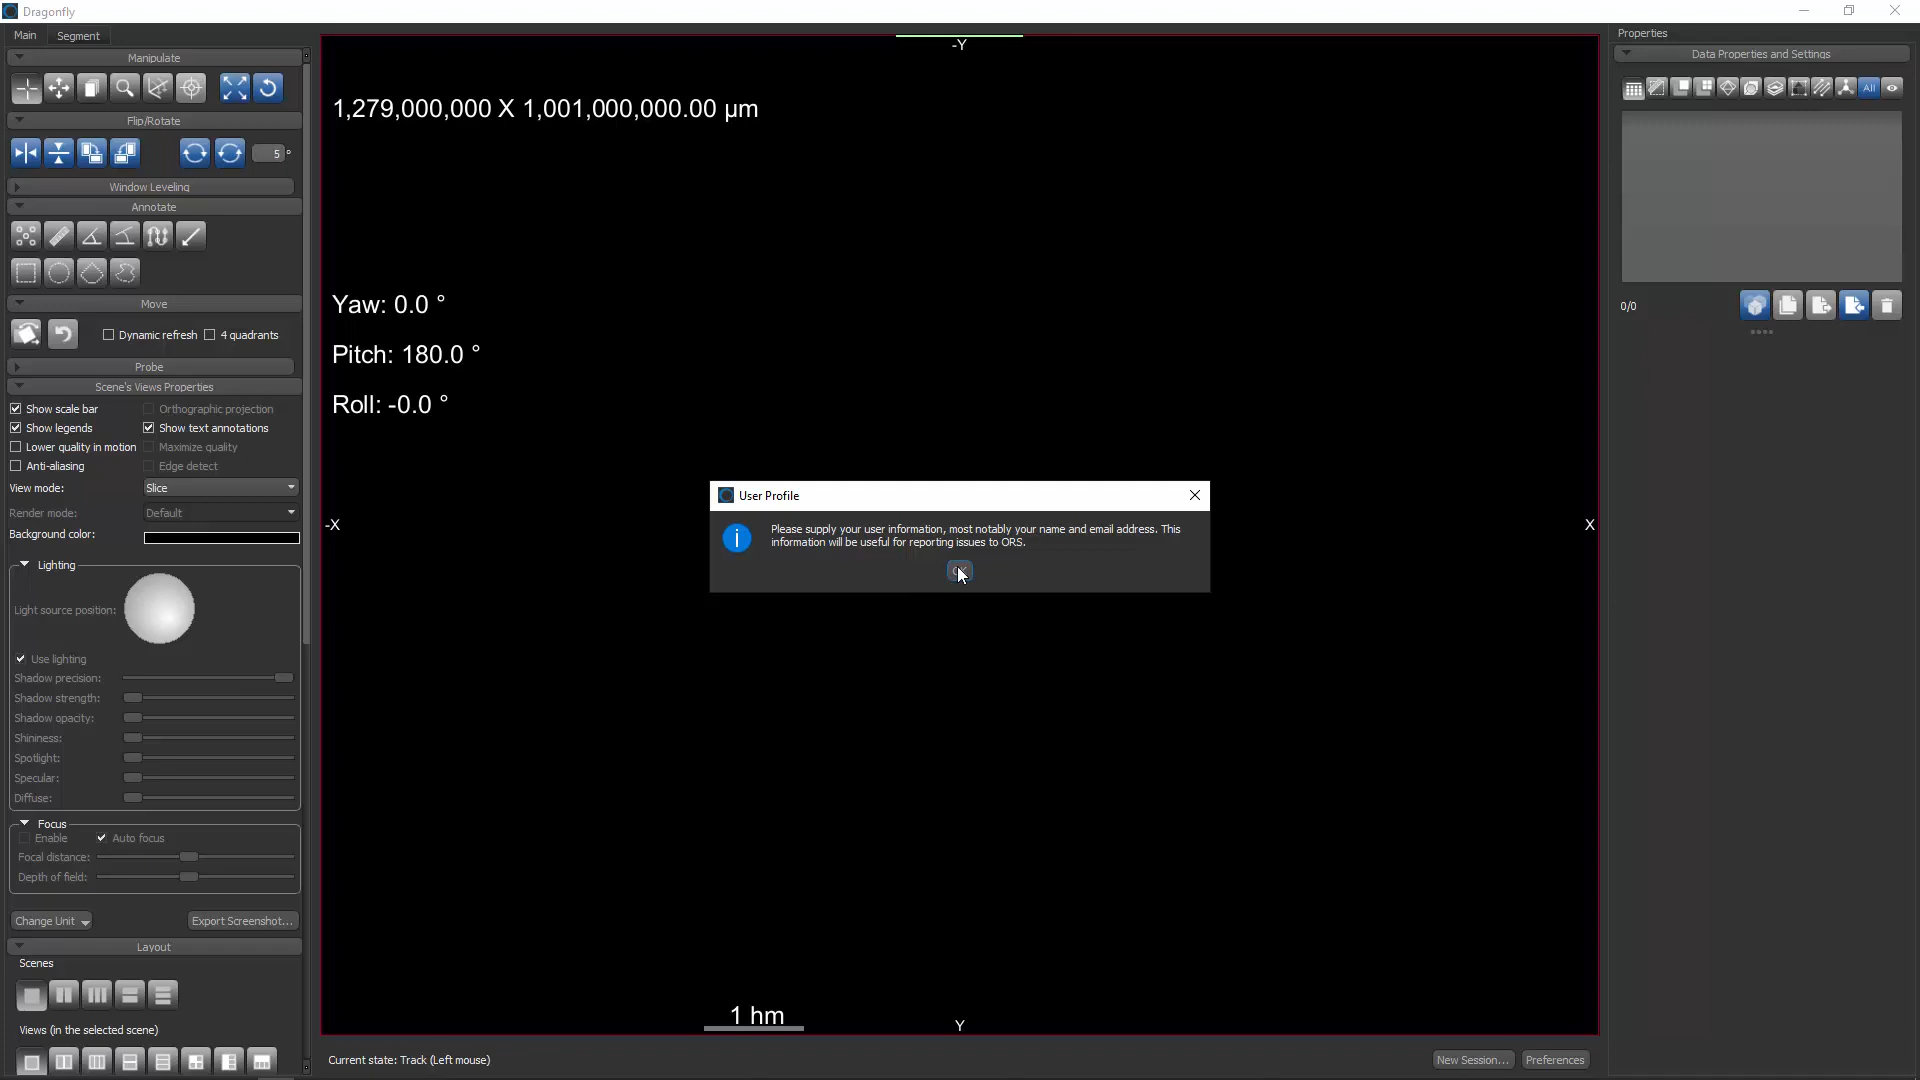 Dragonfly
Main
Segment
Manipulate
Flip/Rotate
5 °
Window Leveling
Annotate
Move
Dynamic refresh
4 quadrants
Probe
Scene's Views Properties
Show scale bar
Orthographic projection
Show legends
Show text annotations
Lower quality in motion
Maximize quality
Anti-aliasing
Edge detect
View mode:
Slice
Render mode:
Default
Background color:
Lighting
Light source position:
Use lighting
Shadow precision:
Shadow strength:
Shadow opacity:
Shininess:
Spotlight:
Specular:
Diffuse:
Focus
Enable
Auto focus
Focal distance:
Depth of field:
Change Unit
Export Screenshot...
Layout
Scenes
Views (in the selected scene)
-Y
1,279,000,000 X 1,001,000,000.00 µm
Yaw: 0.0 °
Pitch: 180.0 °
Roll: -0.0 °
-X
X
User Profile
Please supply your user information, most notably your name and email address. This
information will be useful for reporting issues to ORS.
1 hm
Y
Current state: Track (Left mouse)
New Session...
Preferences
Properties
Data Properties and Settings
All
0/0